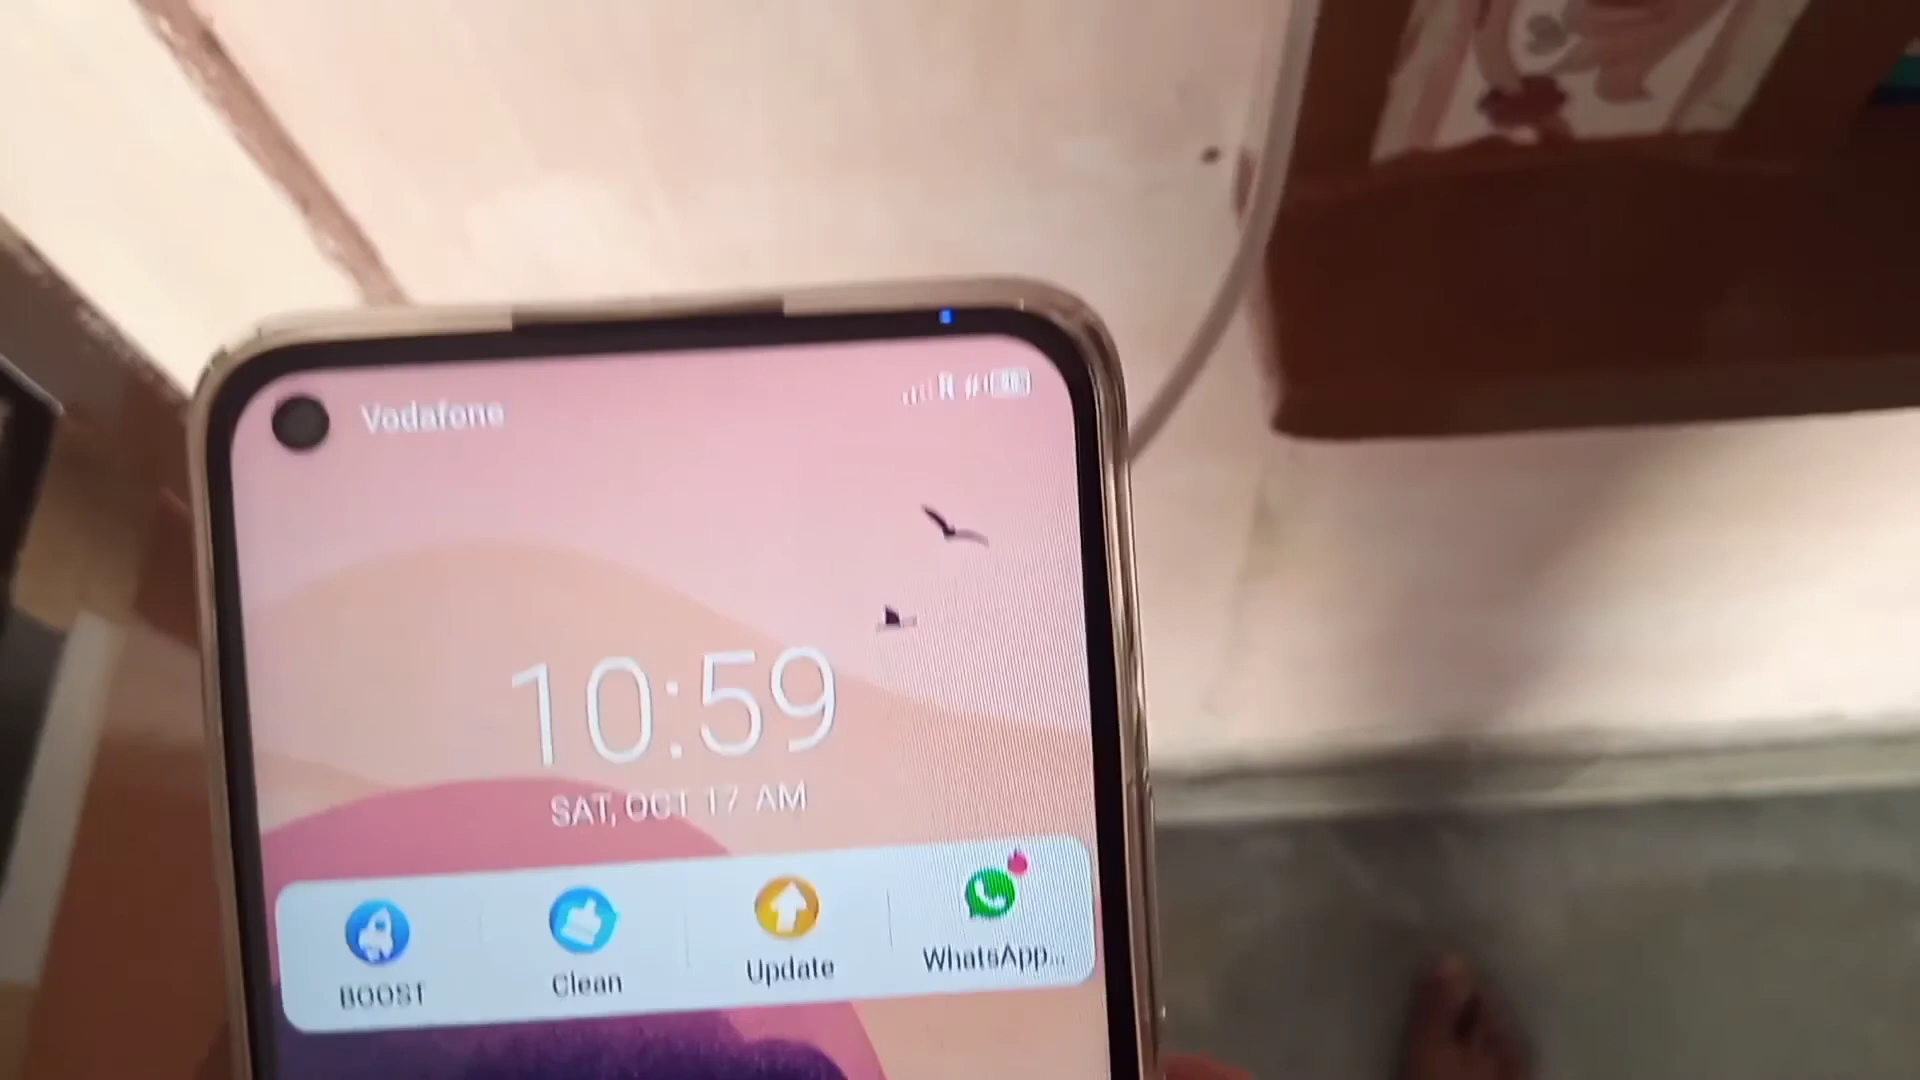 Vodafone
R
10:59
SAT, OCT 17 AM
BOOST
Clean
Update
WhatsApp...